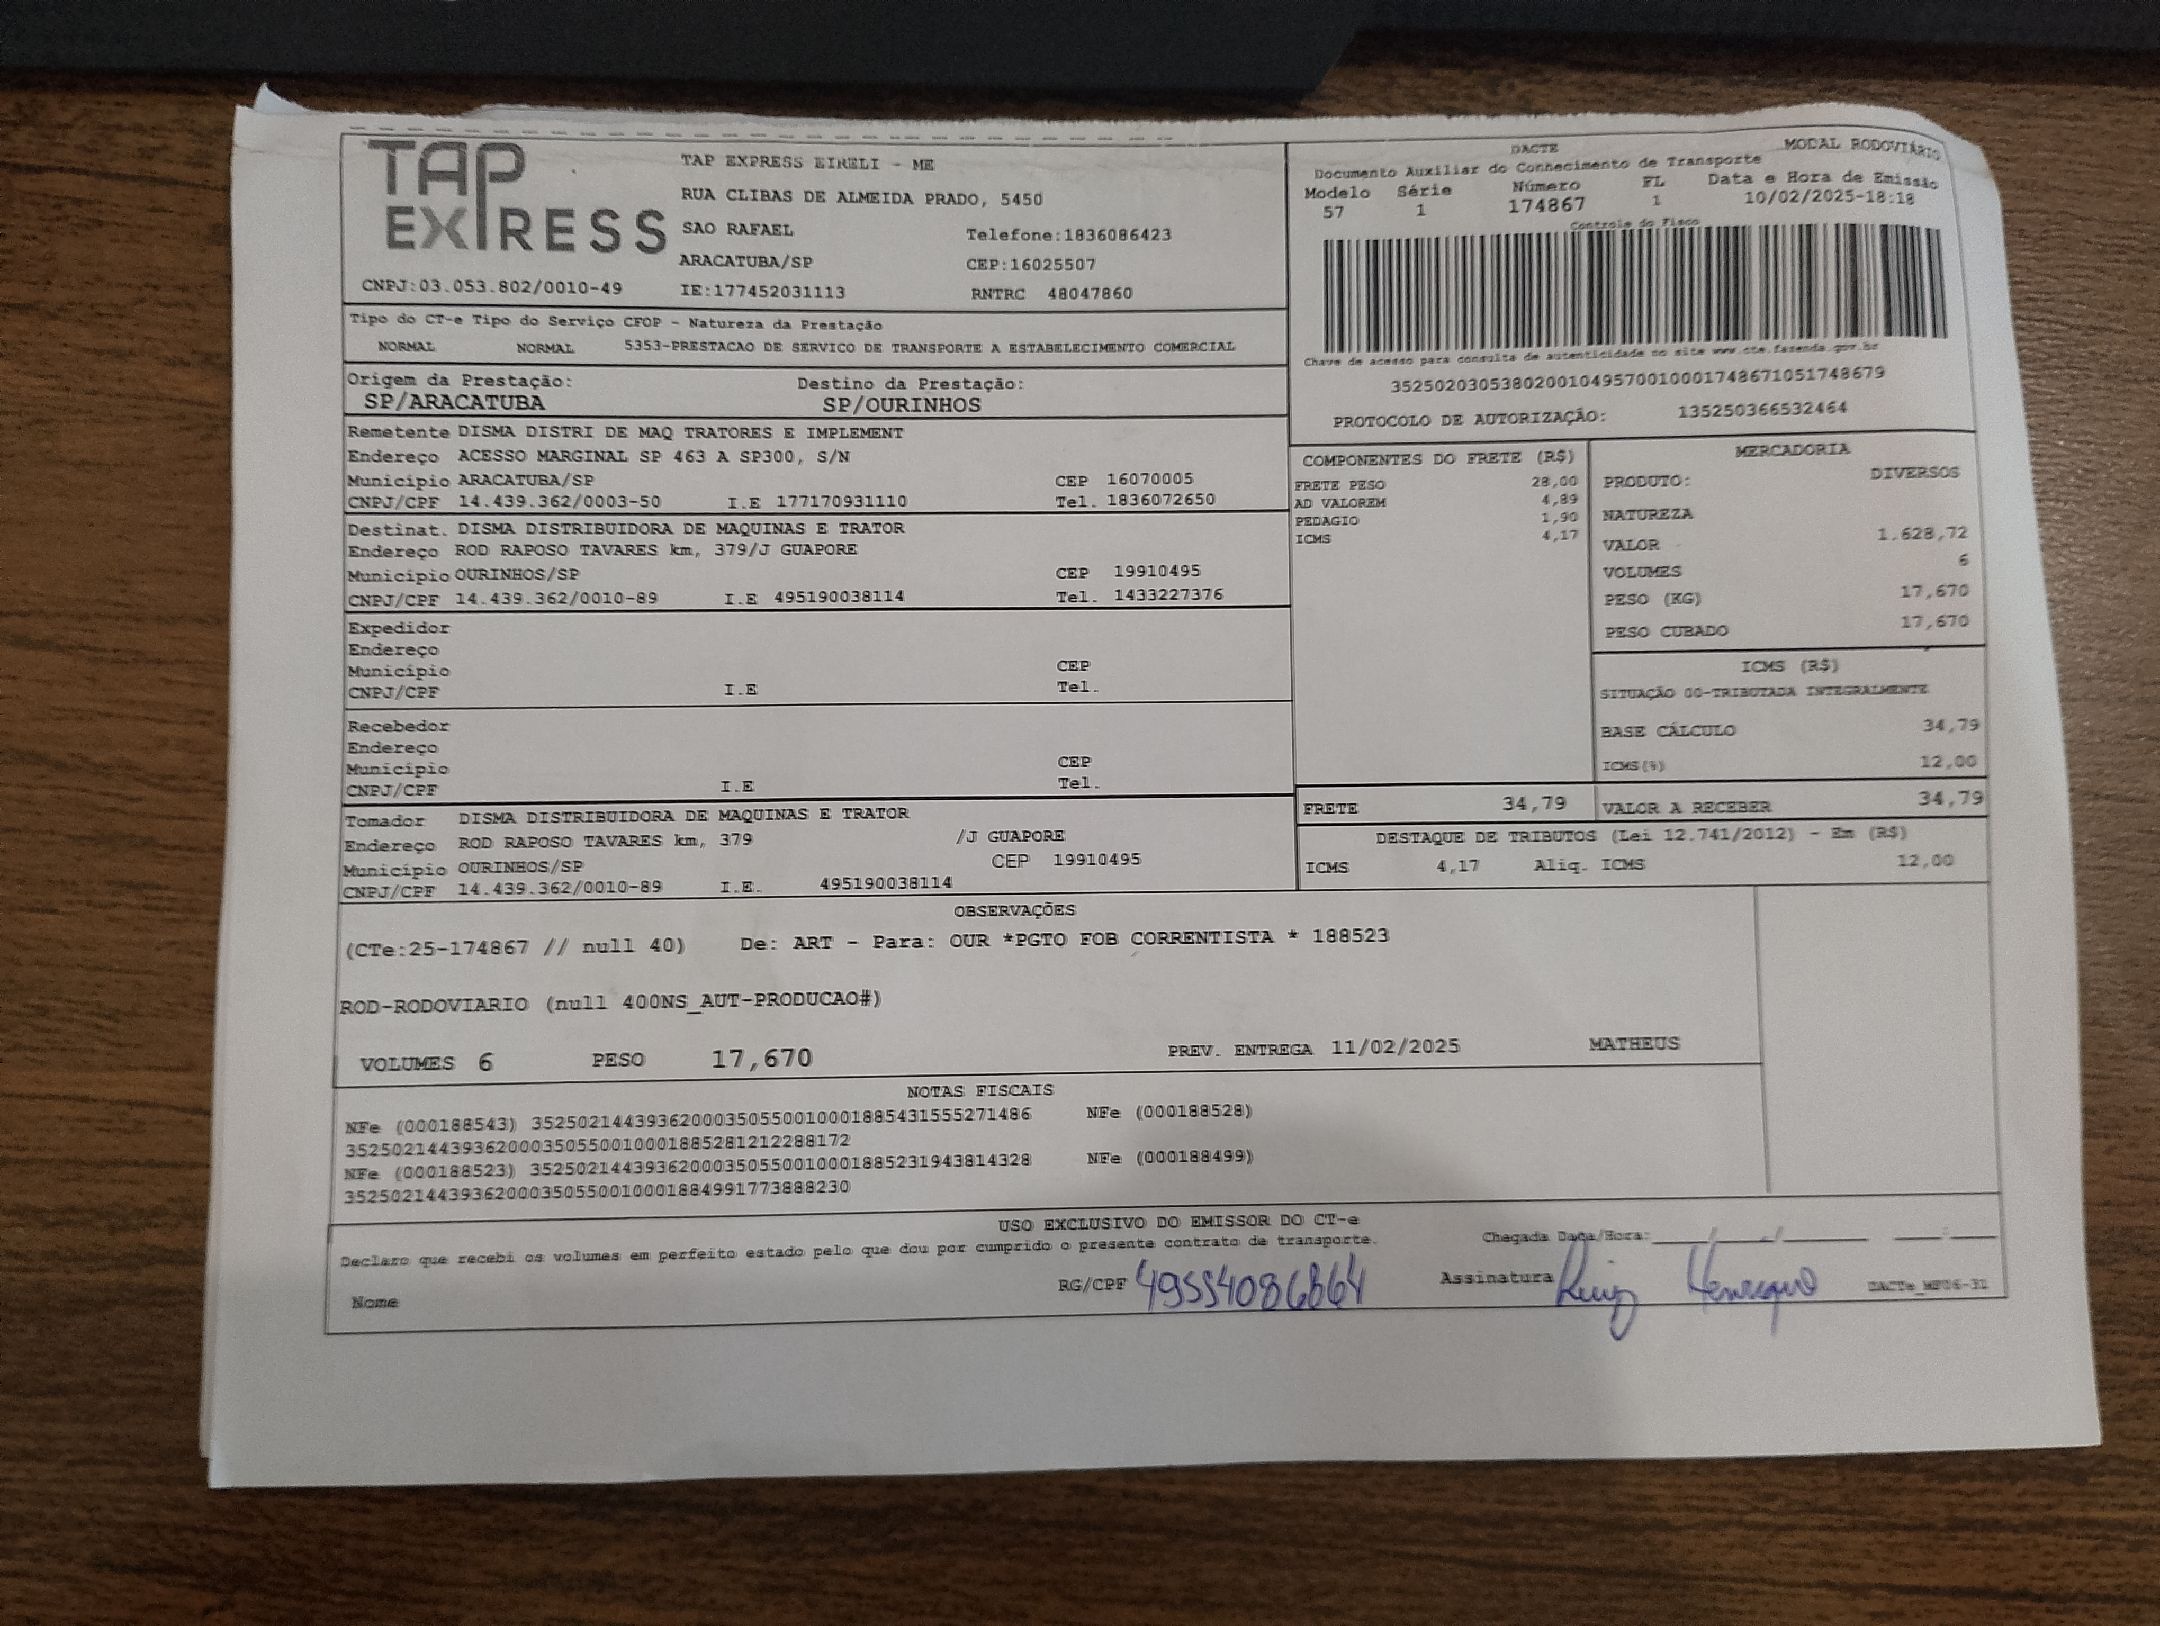 TAP
EXPRESS
TAP EXPRESS EIRELI - ME
RUA CLIBAS DE ALMEIDA PRADO, 5450
SAO RAFAEL Telefone:1836086423
ARACATUBA/SP CEP:16025507
CNPJ:03.053.802/0010-49 IE:177452031113 RNTRC 48047860
DACTE MODAL RODOVIÁRIO
Documento Auxiliar do Conhecimento de Transporte
Modelo Série Número FL Data e Hora de Emissão
57 1 174867 1 10/02/2025-18:18
Controle do Fisco
Chave de acesso para consulta de autenticidade no site www.cte.fazenda.gov.br
35250203053802001049570010001748671051748679
PROTOCOLO DE AUTORIZAÇÃO: 135250366532464
Tipo do CT-e Tipo do Serviço CFOP - Natureza da Prestação
NORMAL NORMAL 5353-PRESTACAO DE SERVICO DE TRANSPORTE A ESTABELECIMENTO COMERCIAL
Origem da Prestação: Destino da Prestação:
SP/ARACATUBA SP/OURINHOS
Remetente DISMA DISTRI DE MAQ TRATORES E IMPLEMENT
Endereço ACESSO MARGINAL SP 463 A SP300, S/N
Município ARACATUBA/SP CEP 16070005
CNPJ/CPF 14.439.362/0003-50 I.E 177170931110 Tel. 1836072650
Destinat. DISMA DISTRIBUIDORA DE MAQUINAS E TRATOR
Endereço ROD RAPOSO TAVARES km, 379/J GUAPORE
Município OURINHOS/SP CEP 19910495
CNPJ/CPF 14.439.362/0010-89 I.E 495190038114 Tel. 1433227376
Expedidor
Endereço
Município CEP
CNPJ/CPF I.E Tel.
Recebedor
Endereço
Município CEP
CNPJ/CPF I.E Tel.
Tomador DISMA DISTRIBUIDORA DE MAQUINAS E TRATOR
Endereço ROD RAPOSO TAVARES km, 379 /J GUAPORE
Município OURINHOS/SP CEP 19910495
CNPJ/CPF 14.439.362/0010-89 I.E. 495190038114
COMPONENTES DO FRETE (R$)
FRETE PESO 28,00
AD VALOREM 4,89
PEDAGIO 1,90
ICMS 4,17
MERCADORIA
PRODUTO: DIVERSOS
NATUREZA
VALOR 1.628,72
VOLUMES 6
PESO (KG) 17,670
PESO CUBADO 17,670
ICMS (R$)
SITUAÇÃO 00-TRIBUTADA INTEGRALMENTE
BASE CÁLCULO 34,79
ICMS(%) 12,00
FRETE 34,79 VALOR A RECEBER 34,79
DESTAQUE DE TRIBUTOS (Lei 12.741/2012) - Em (R$)
ICMS 4,17 Aliq. ICMS 12,00
OBSERVAÇÕES
(CTe:25-174867 // null 40) De: ART - Para: OUR *PGTO FOB CORRENTISTA * 188523
ROD-RODOVIARIO (null 400NS_AUT-PRODUCAO#)
VOLUMES 6 PESO 17,670 PREV. ENTREGA 11/02/2025 MATHEUS
NOTAS FISCAIS
NFe (000188543) 35250214439362000350550010001885431555271486 NFe (000188528)
35250214439362000350550010001885281212288172
NFe (000188523) 35250214439362000350550010001885231943814328 NFe (000188499)
35250214439362000350550010001884991773888230
USO EXCLUSIVO DO EMISSOR DO CT-e
Declaro que recebi os volumes em perfeito estado pelo que dou por cumprido o presente contrato de transporte. Chegada Data/Hora: / / :
Nome RG/CPF 49554086864 Assinatura Henrique DACTe_MF06-31